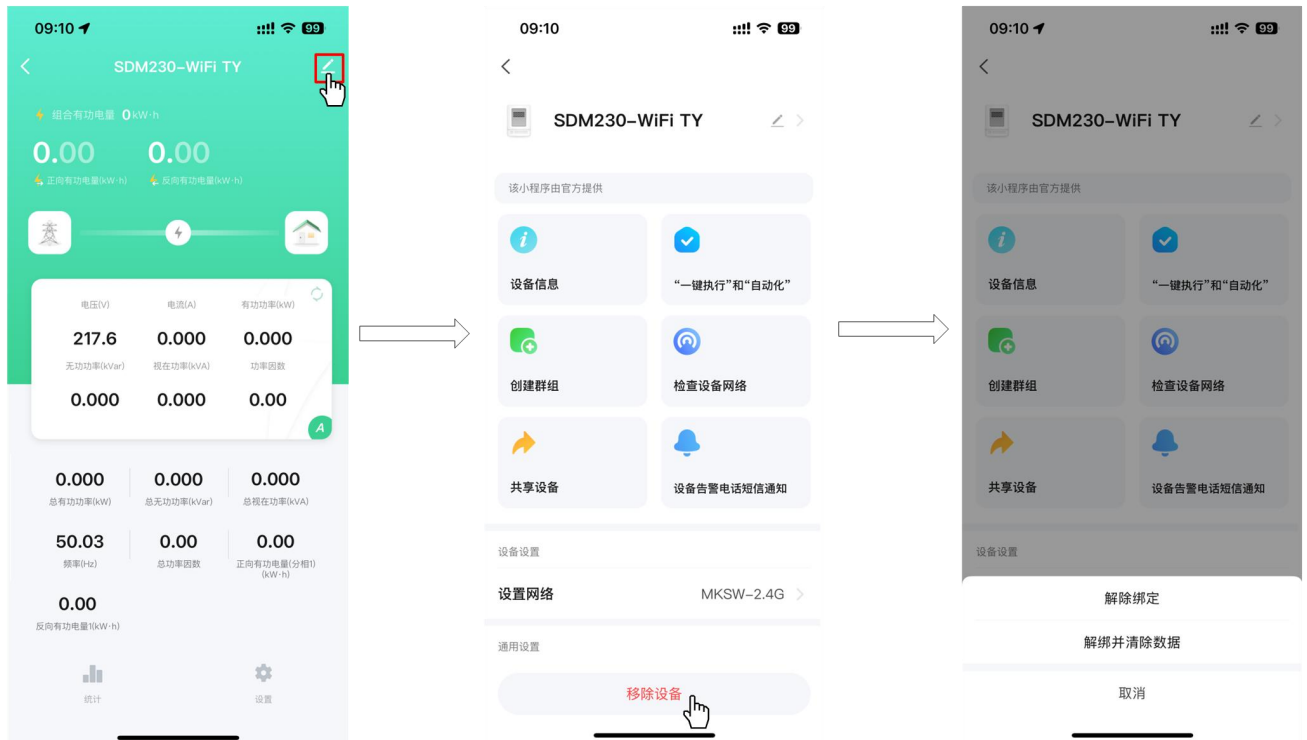 09:10
99
SDM230-WiFi TY
组合有功电量 0 kW·h
0.00 0.00
正向有功电量(kW·h) 反向有功电量(kW·h)
电压(V) 电流(A) 有功功率(kW)
217.6 0.000 0.000
无功功率(kVar) 视在功率(kVA) 功率因数
0.000 0.000 0.00
A
0.000 0.000 0.000
总有功功率(kW) 总无功功率(kVar) 总视在功率(kVA)
50.03 0.00 0.00
频率(Hz) 总功率因数 正向有功电量(分相1)
(kW·h)
0.00
反向有功电量1(kW·h)
统计 设置
09:10
99
SDM230-WiFi TY
该小程序由官方提供
设备信息 “一键执行”和“自动化”
创建群组 检查设备网络
共享设备 设备告警电话短信通知
设备设置
设置网络 MKSW-2.4G
通用设置
移除设备
09:10
99
SDM230-WiFi TY
该小程序由官方提供
设备信息 “一键执行”和“自动化”
创建群组 检查设备网络
共享设备 设备告警电话短信通知
设备设置
解除绑定
解绑并清除数据
取消